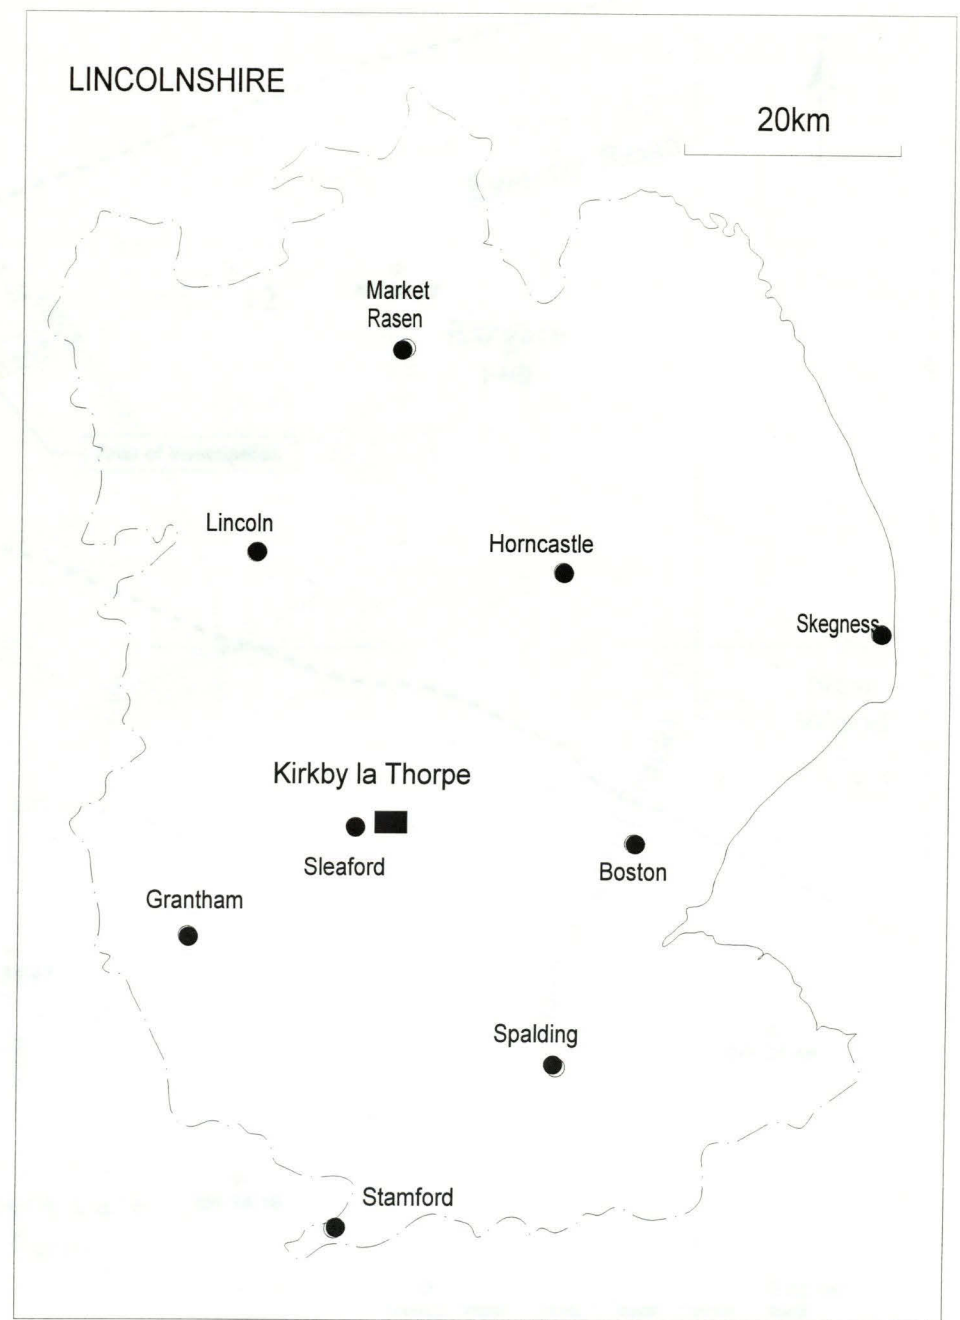 LINCOLNSHIRE
20km
Market
Rasen
Lincoln
Horncastle
Skegness
Kirkby la Thorpe
Sleaford
Boston
Grantham
Spalding
Stamford